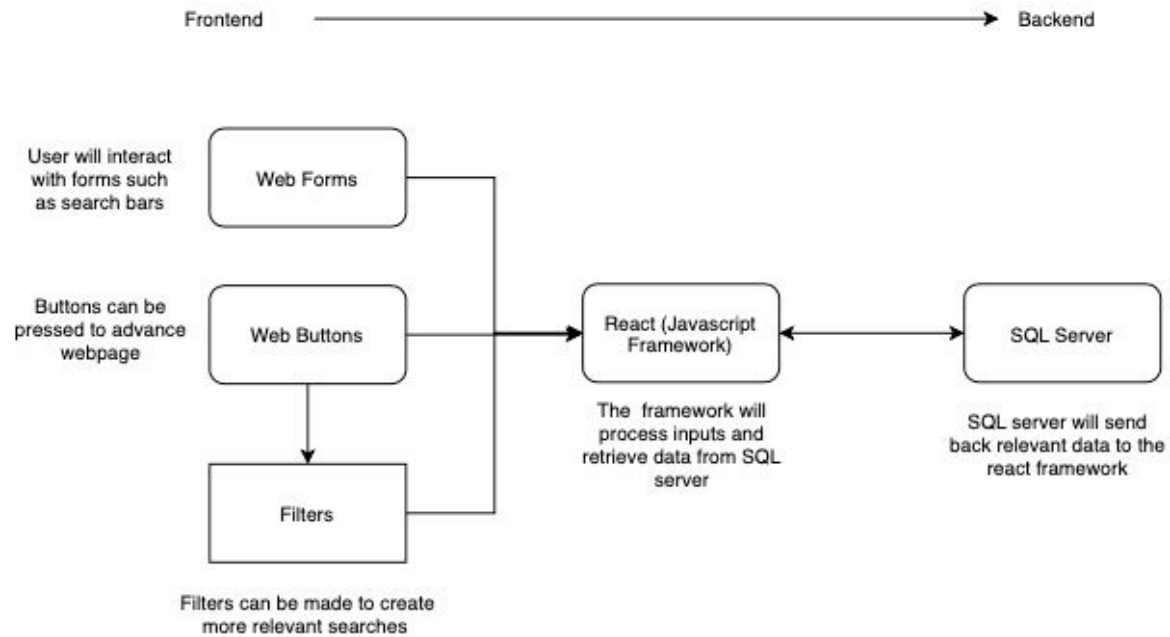 Frontend
Backend
User will interact
with forms such
as search bars
Web Forms
Buttons can be
pressed to advance
webpage
Web Buttons
React (Javascript
Framework)
SQL Server
The framework will
process inputs and
retrieve data from SQL
server
SQL server will send
back relevant data to the
react framework
Filters
Filters can be made to create
more relevant searches